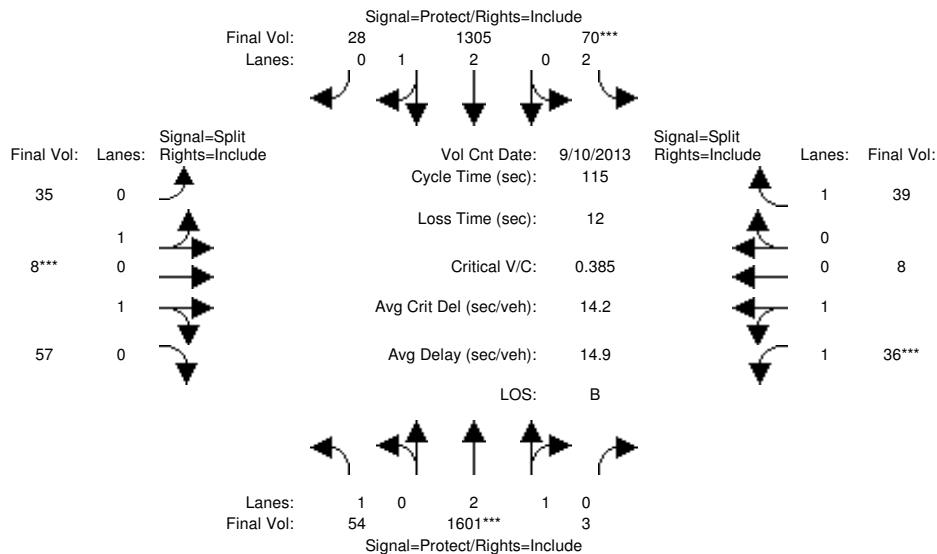 Signal=Protect/Rights=Include
Final Vol: 28 1305 70***
Lanes: 0 1 2 0 2
Signal=Split
Final Vol: Lanes: Rights=Include
Vol Cnt Date: 9/10/2013
Signal=Split
Rights=Include Lanes: Final Vol:
Cycle Time (sec): 115
35 0
1 39
Loss Time (sec): 12
1
0
8*** 0
Critical V/C: 0.385
0 8
1
Avg Crit Del (sec/veh): 14.2
1
57 0
Avg Delay (sec/veh): 14.9
1 36***
LOS: B
Lanes: 1 0 2 1 0
Final Vol: 54 1601*** 3
Signal=Protect/Rights=Include